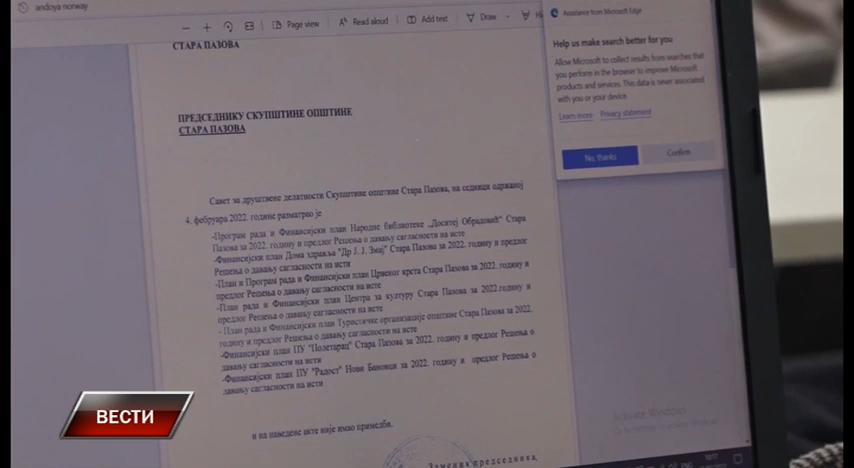 andoya norway
Page view
Read aloud
Add text
Draw
Assistance from Microsoft Edge
Help us make search better for you
Allow Microsoft to collect results from searches that
you perform in the browser to improve Microsoft
products and services. This data is never associated
with you or your device.
Learn more Privacy statement
No, thanks
Confirm
СТАРА ПАЗОВА
ПРЕДСЕДНИКУ СКУПШТИНЕ ОПШТИНЕ
СТАРА ПАЗОВА
Савет за друштвене делатности Скупштине општине Стара Пазова, на седници одржаној
4. фебруара 2022. године разматрао је
-Програм рада и Финансијски план Народне библиотеке „Доситеј Обрадовић" Стара
Пазова за 2022. годину и предлог Решења о давању сагласности на исте
-Финансијски план Дома здравља "Др Ј. Ј. Змај" Стара Пазова за 2022. годину и предлог
Решења о давању сагласности на исти
-План и Програм рада и Финансијски план Црвеног крста Стара Пазова за 2022. годину и
предлог Решења о давању сагласности на исте
-План рада и Финансијски план Центра за културу Стара Пазова за 2022.годину и
предлог Решења о давању сагласности на исте
- План рада и Финансијски план Туристичке организације општине Стара Пазова за 2022.
годину и предлог Решења о давању сагласности на исте
-Финансијски план ПУ "Полетарац" Стара Пазова за 2022. годину и предлог Решења о
давању сагласности на исти
-Финансијски план ПУ "Радост" Нови Бановци за 2022. годину и предлог Решења о
давању сагласности на исти
и на наведене акте није имао примедби.
Заменик председника,
Activate Windows
ВЕСТИ